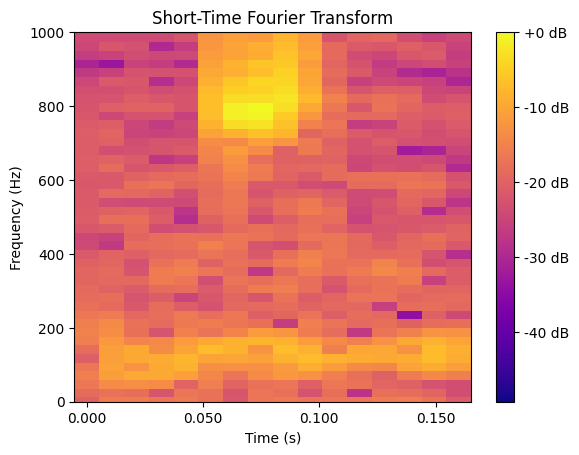 Short-Time Fourier Transform
Frequency (Hz)
1000
800
600
400
200
0
0.000
0.050
0.100
0.150
Time (s)
+0 dB
-10 dB
-20 dB
-30 dB
-40 dB